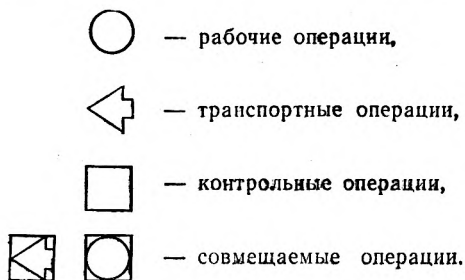 — рабочие операции,
— транспортные операции,
— контрольные операции,
— совмещаемые операции.